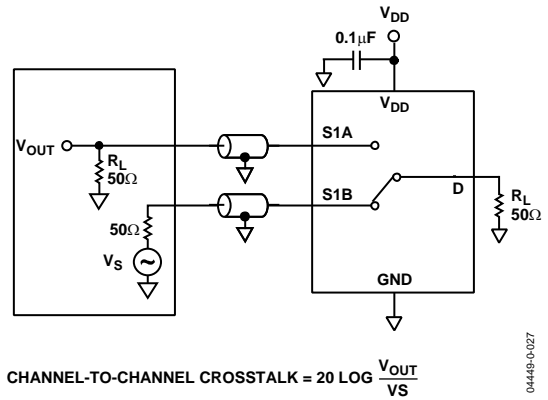 VDD
0.1μF
VDD
VOUT
RL
50Ω
S1A
S1B
D
RL
50Ω
50Ω
VS
GND
CHANNEL-TO-CHANNEL CROSSTALK = 20 LOG VOUT
VS
04449-0-027